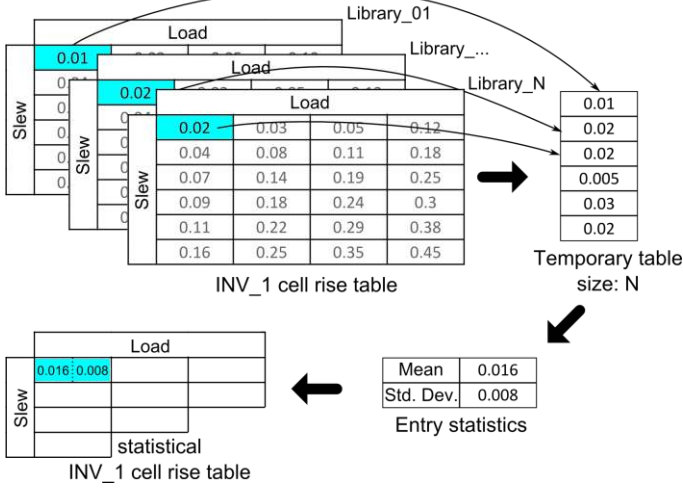 Library_01
Load
0.01
Library_...
Load
0.02
Library_N
Load
Slew
Slew
Slew
0.02 0.03 0.05 0.12
0.04 0.08 0.11 0.18
0.07 0.14 0.19 0.25
0.09 0.18 0.24 0.3
0.11 0.22 0.29 0.38
0.16 0.25 0.35 0.45
INV_1 cell rise table
0.01
0.02
0.02
0.005
0.03
0.02
Temporary table
size: N
Mean 0.016
Std. Dev. 0.008
Entry statistics
Load
Slew
0.016 0.008
statistical
INV_1 cell rise table